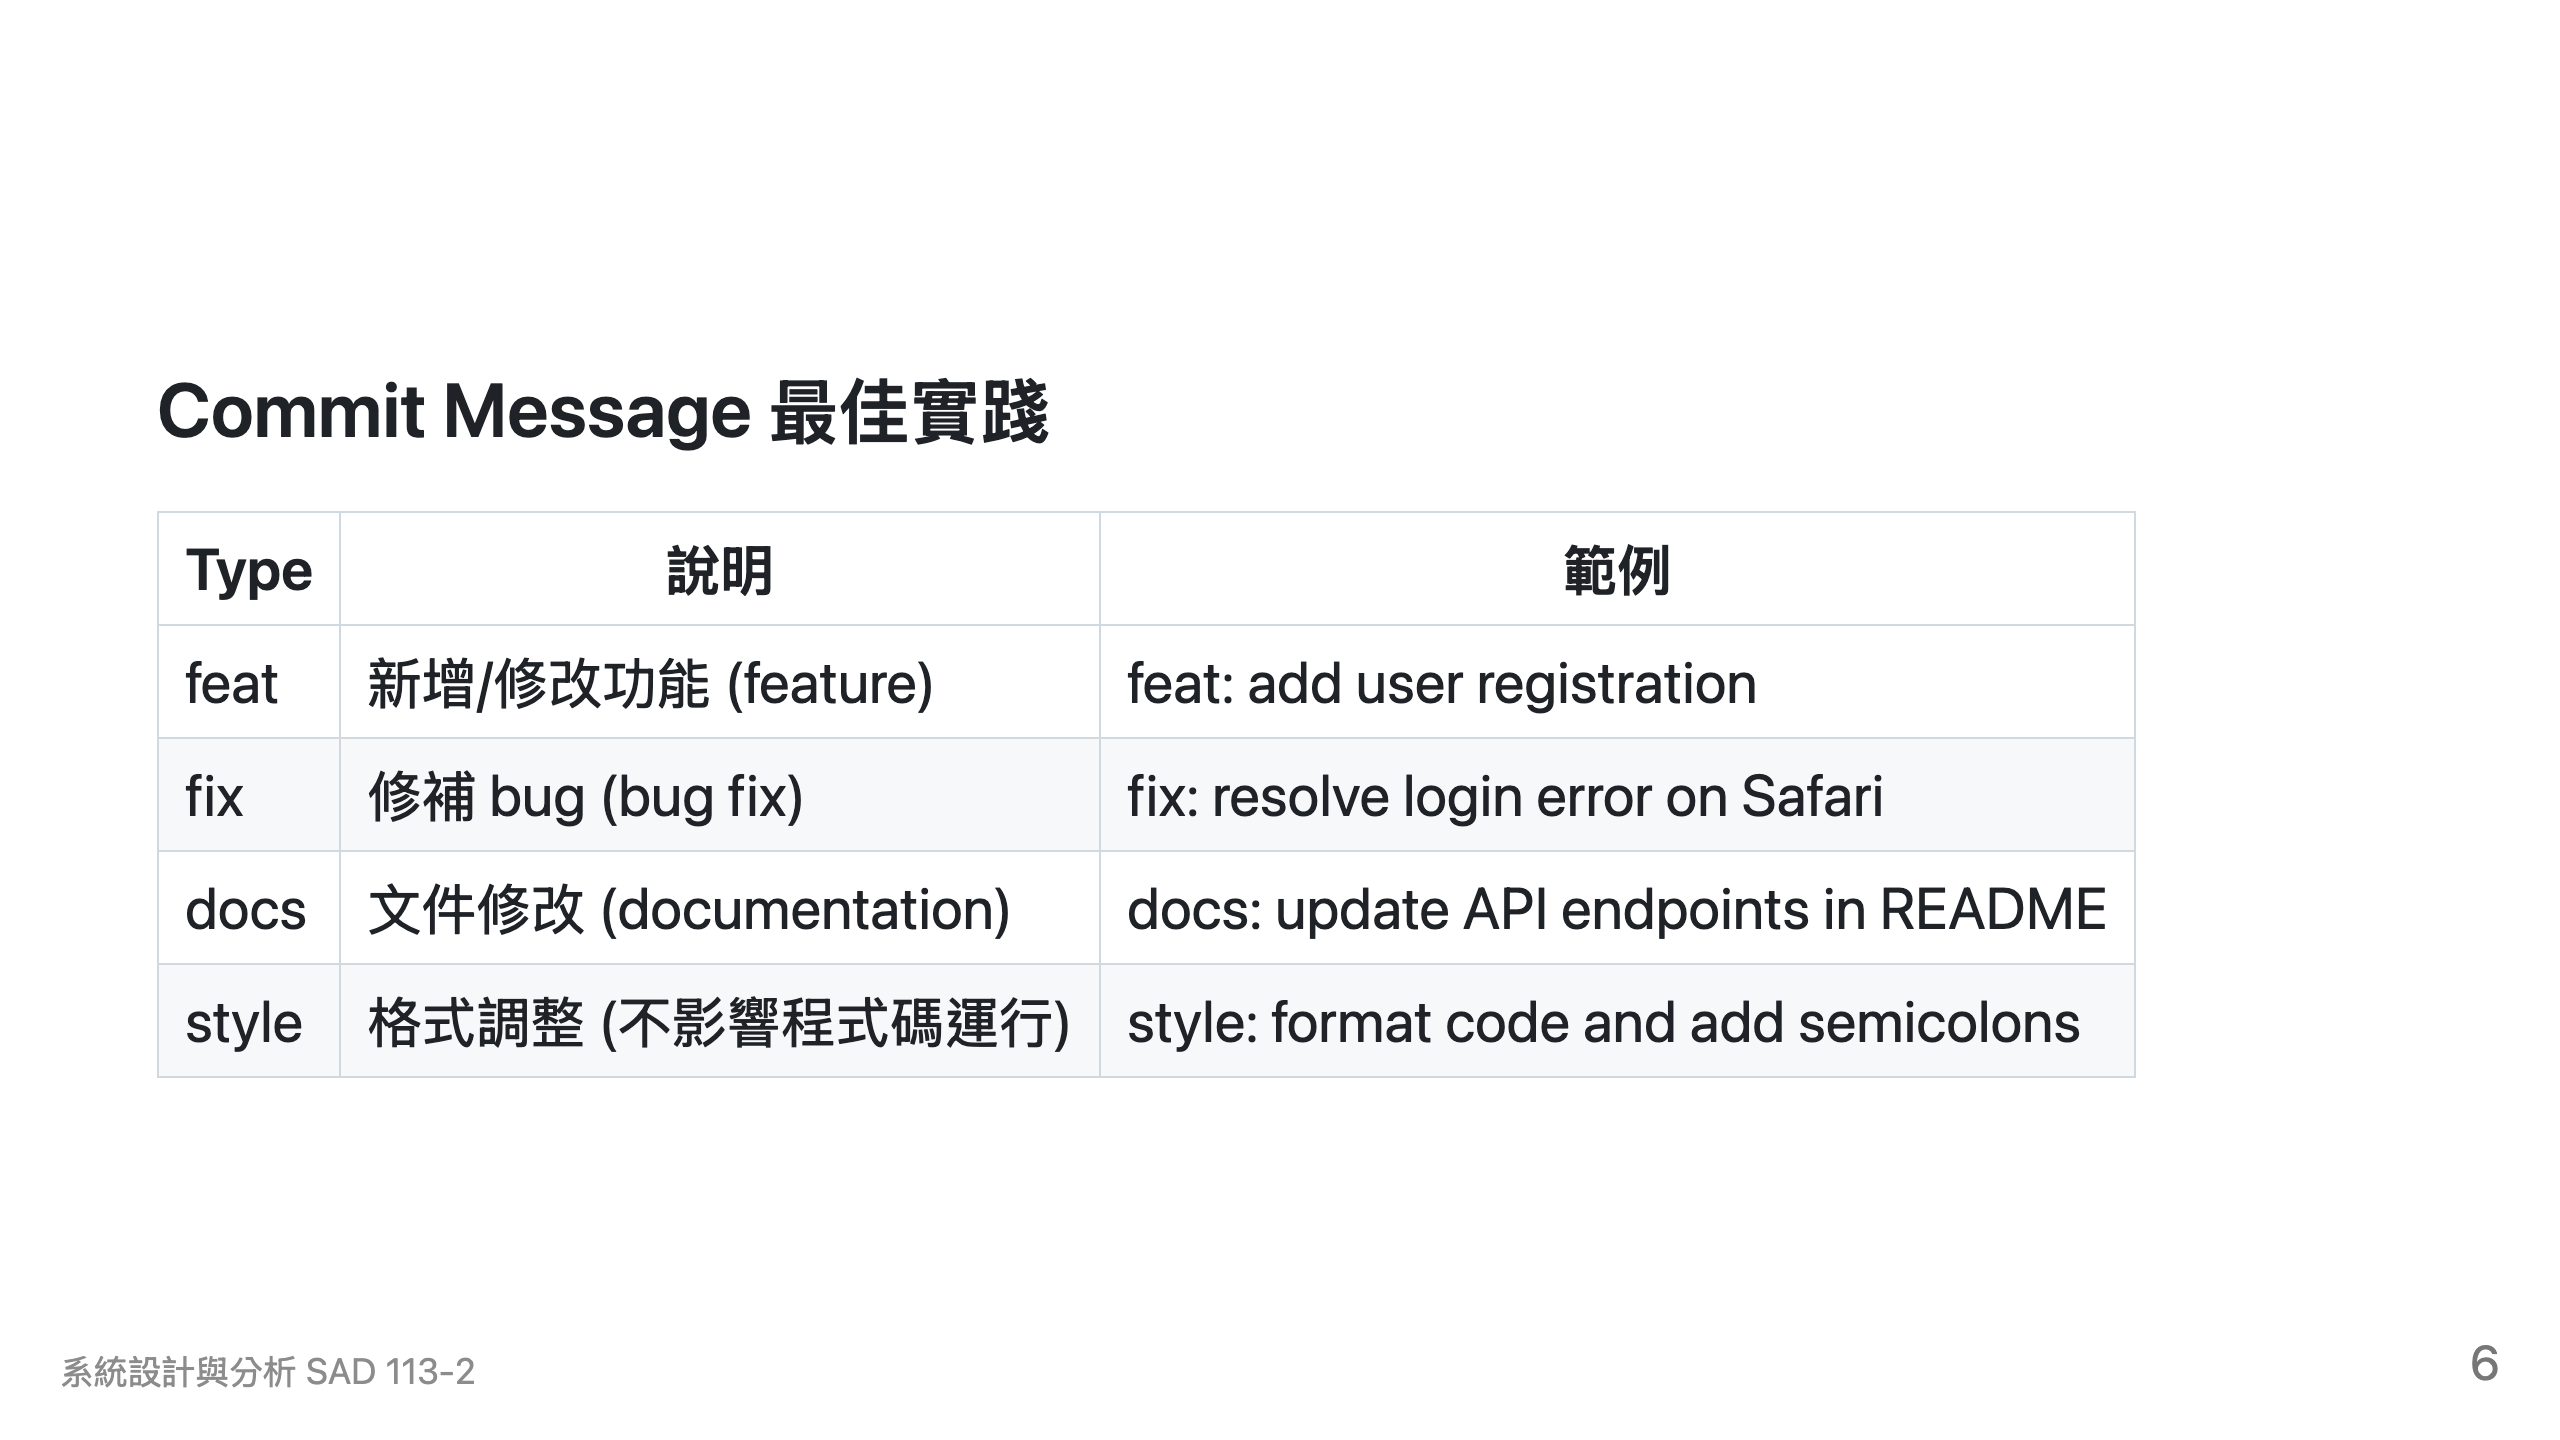 Commit Message 最佳實踐
Type 說明 範例
feat 新增/修改功能 (feature) feat: add user registration
fix 修補 bug (bug fix) fix: resolve login error on Safari
docs 文件修改 (documentation) docs: update API endpoints in README
style 格式調整 (不影響程式碼運行) style: format code and add semicolons
系統設計與分析 SAD 113-2 6